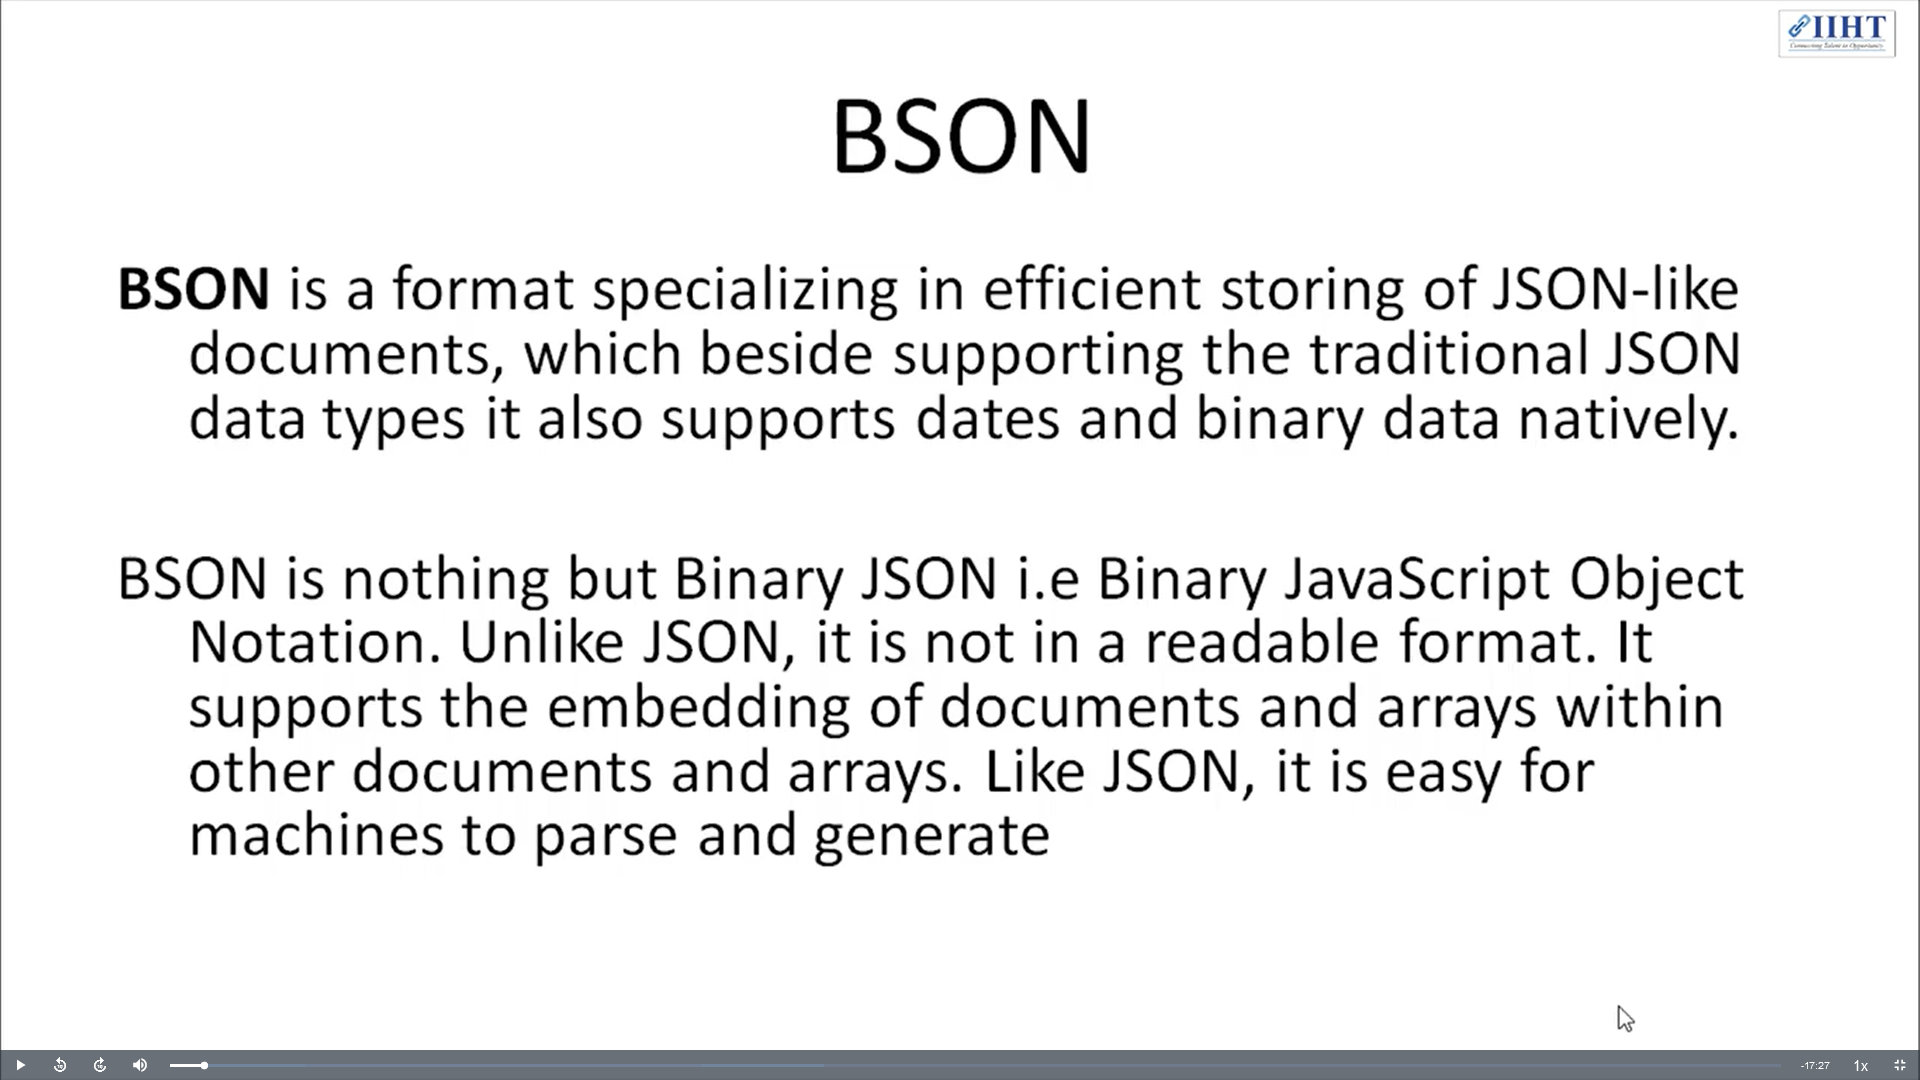 IIHT
Connecting Talent to Opportunity
BSON
BSON is a format specializing in efficient storing of JSON-like
documents, which beside supporting the traditional JSON
data types it also supports dates and binary data natively.
BSON is nothing but Binary JSON i.e Binary JavaScript Object
Notation. Unlike JSON, it is not in a readable format. It
supports the embedding of documents and arrays within
other documents and arrays. Like JSON, it is easy for
machines to parse and generate
-17:27 1x